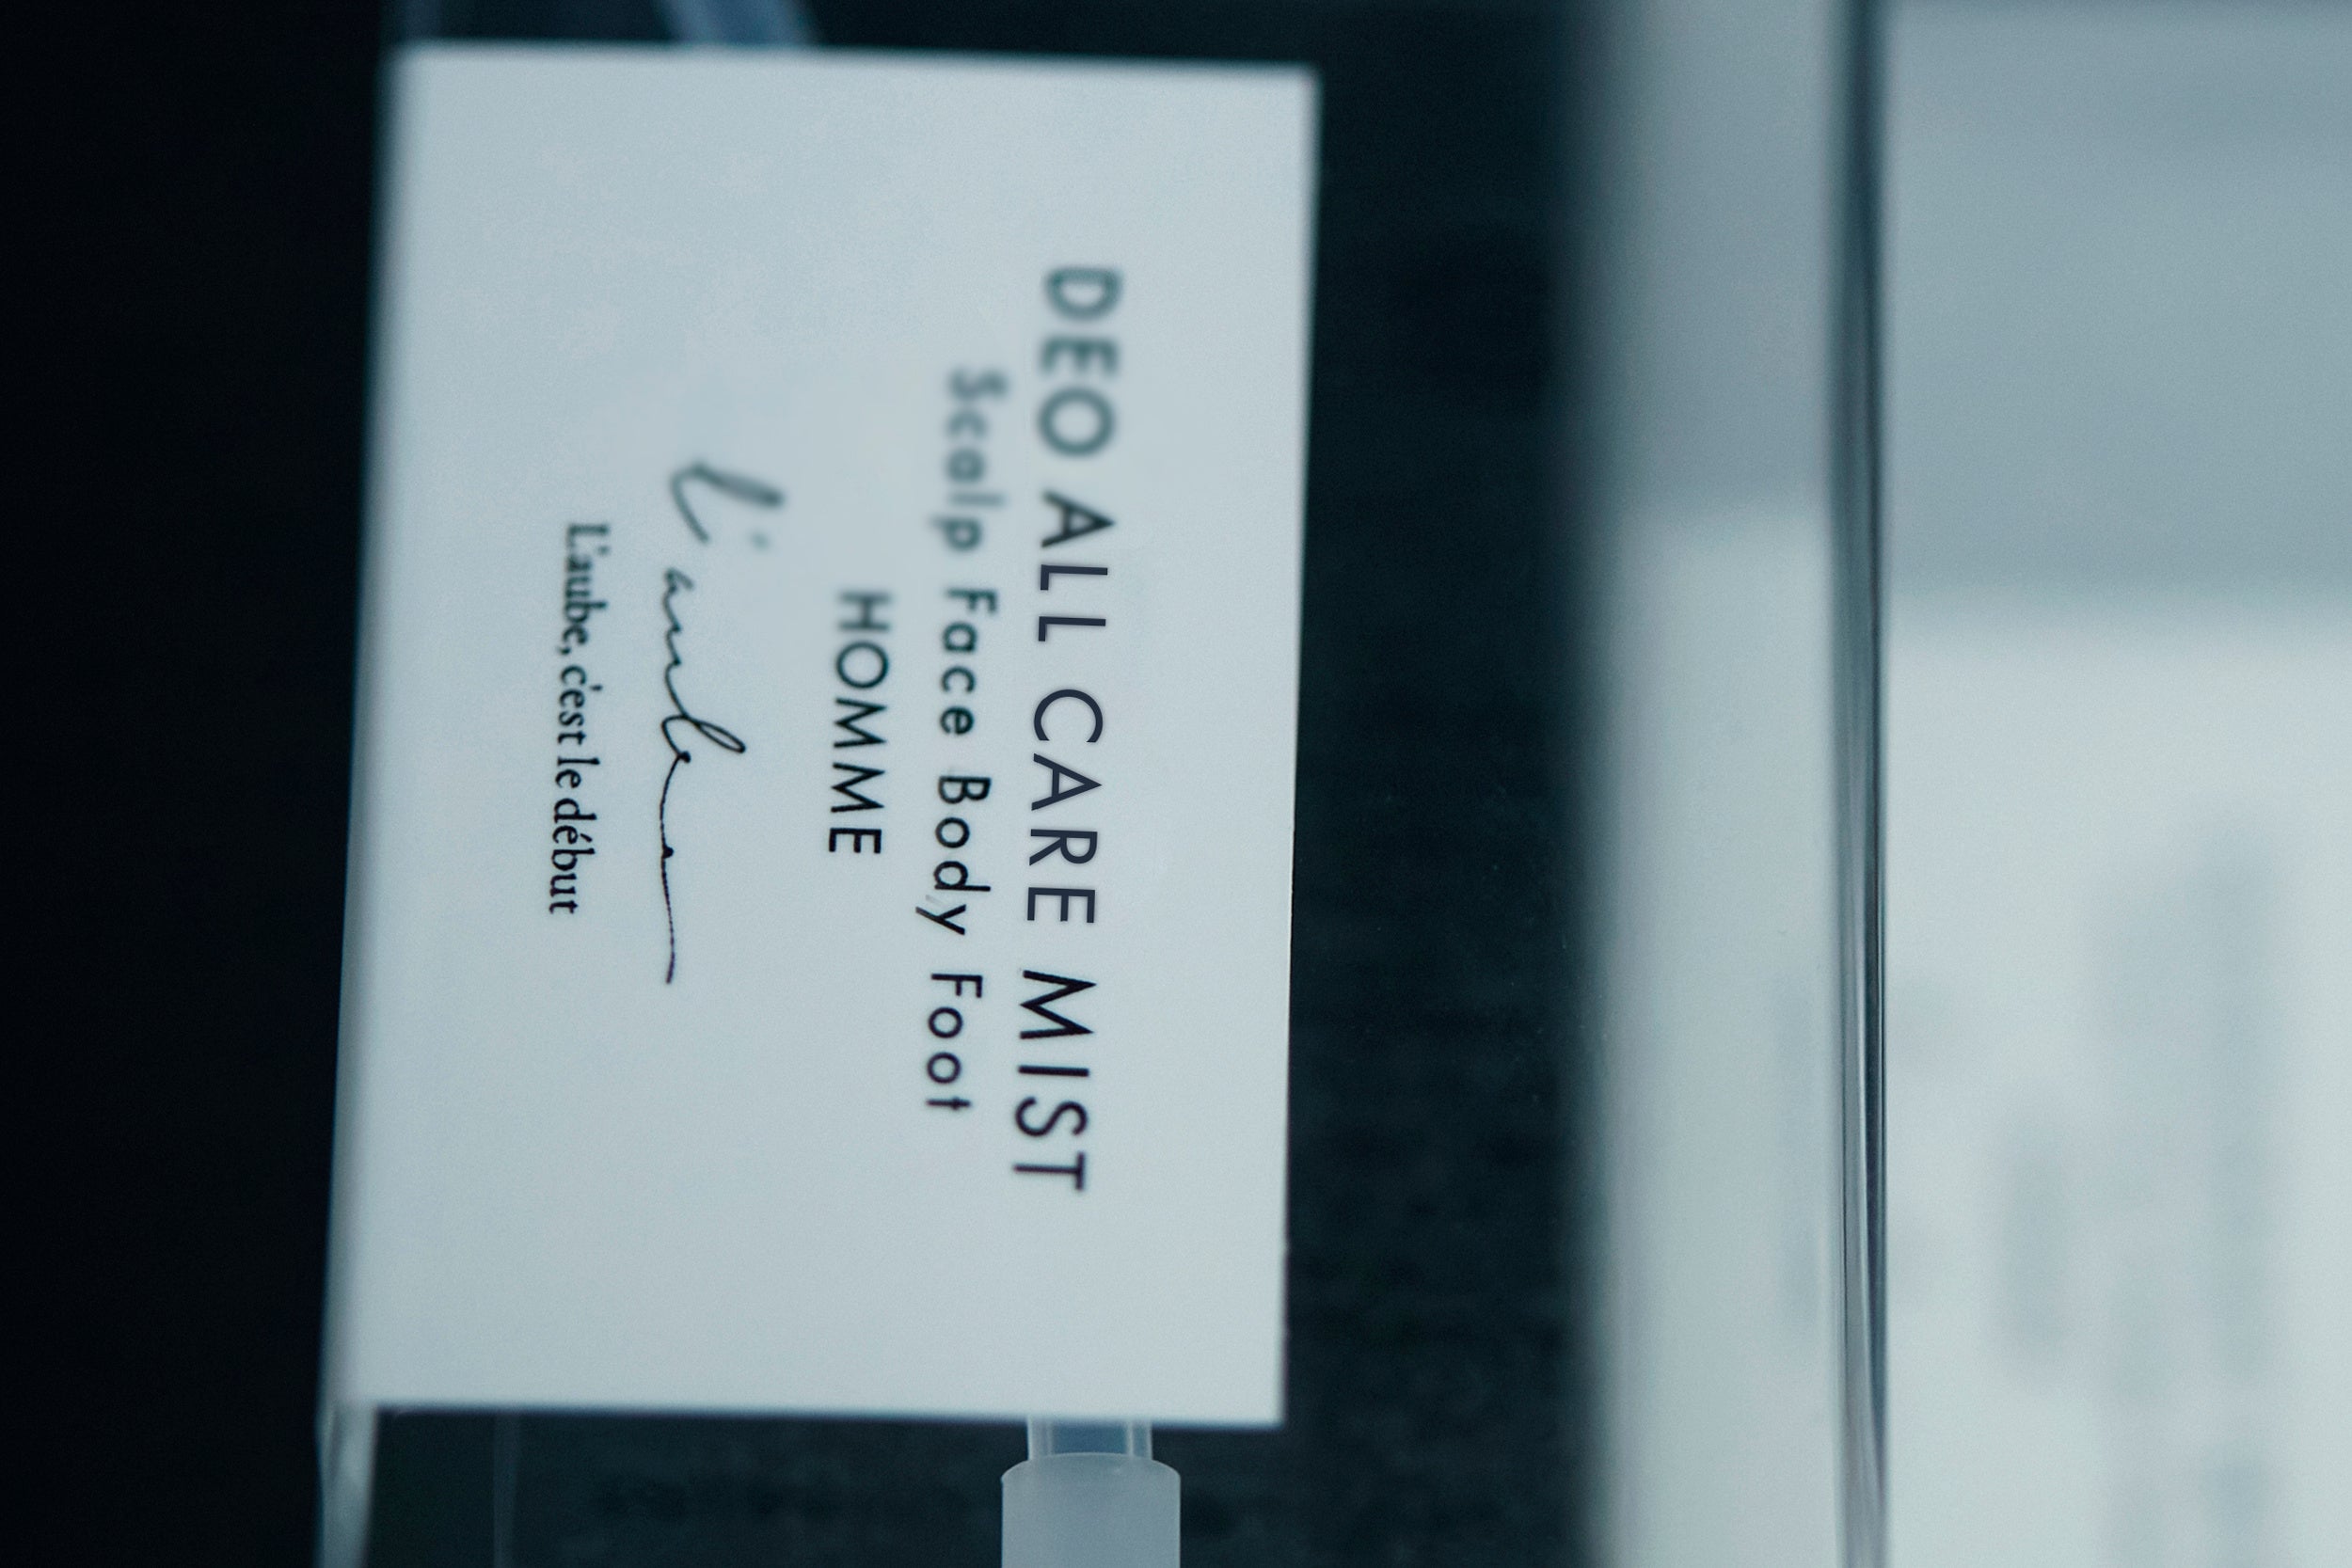 DEO ALL CARE MIST
Scalp Face Body Foot
HOMME
l'aube
L'aube, c'est le début